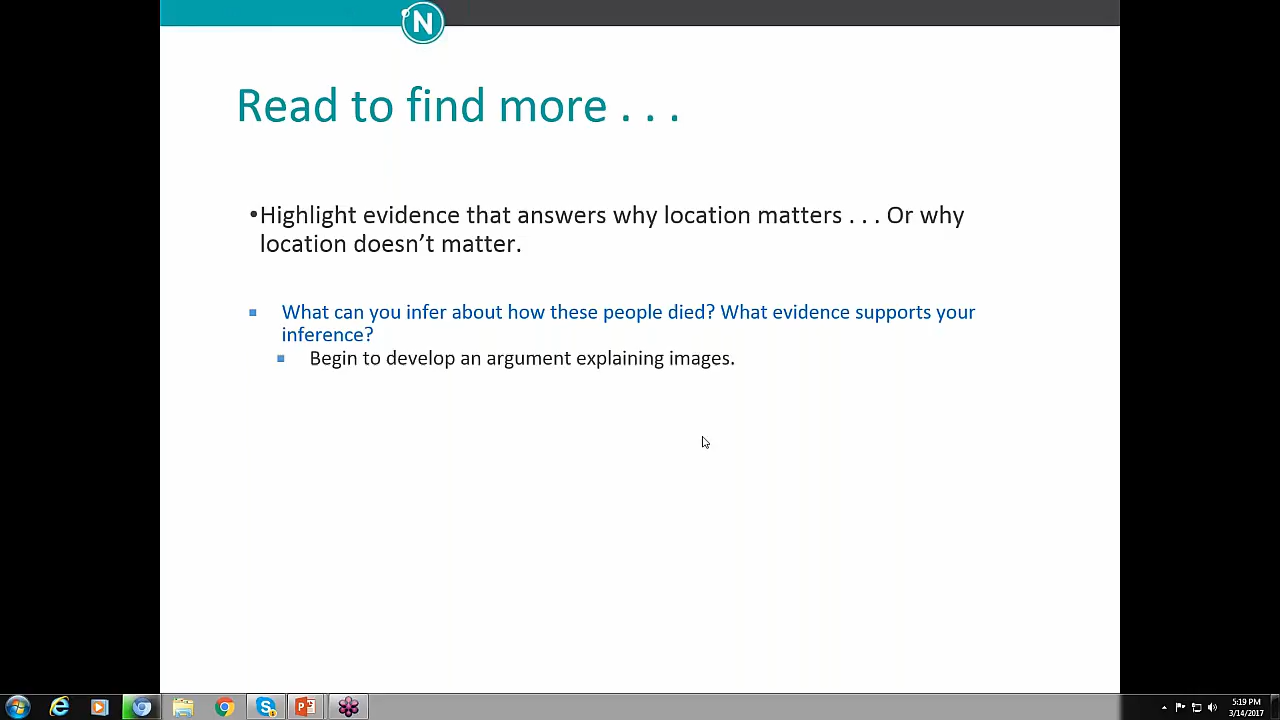 N
Read to find more . . .
•Highlight evidence that answers why location matters . . . Or why
location doesn’t matter.
What can you infer about how these people died? What evidence supports your
inference?
Begin to develop an argument explaining images.
5:19 PM
3/14/2017